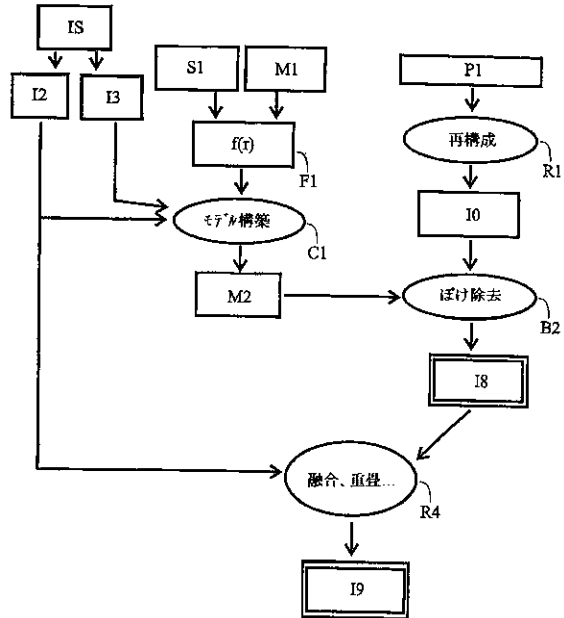 IS
S1
M1
P1
I2
I3
f(r)
F1
再構成
R1
モデル構築
C1
I0
M2
ぼけ除去
B2
I8
融合、重畳...
R4
I9